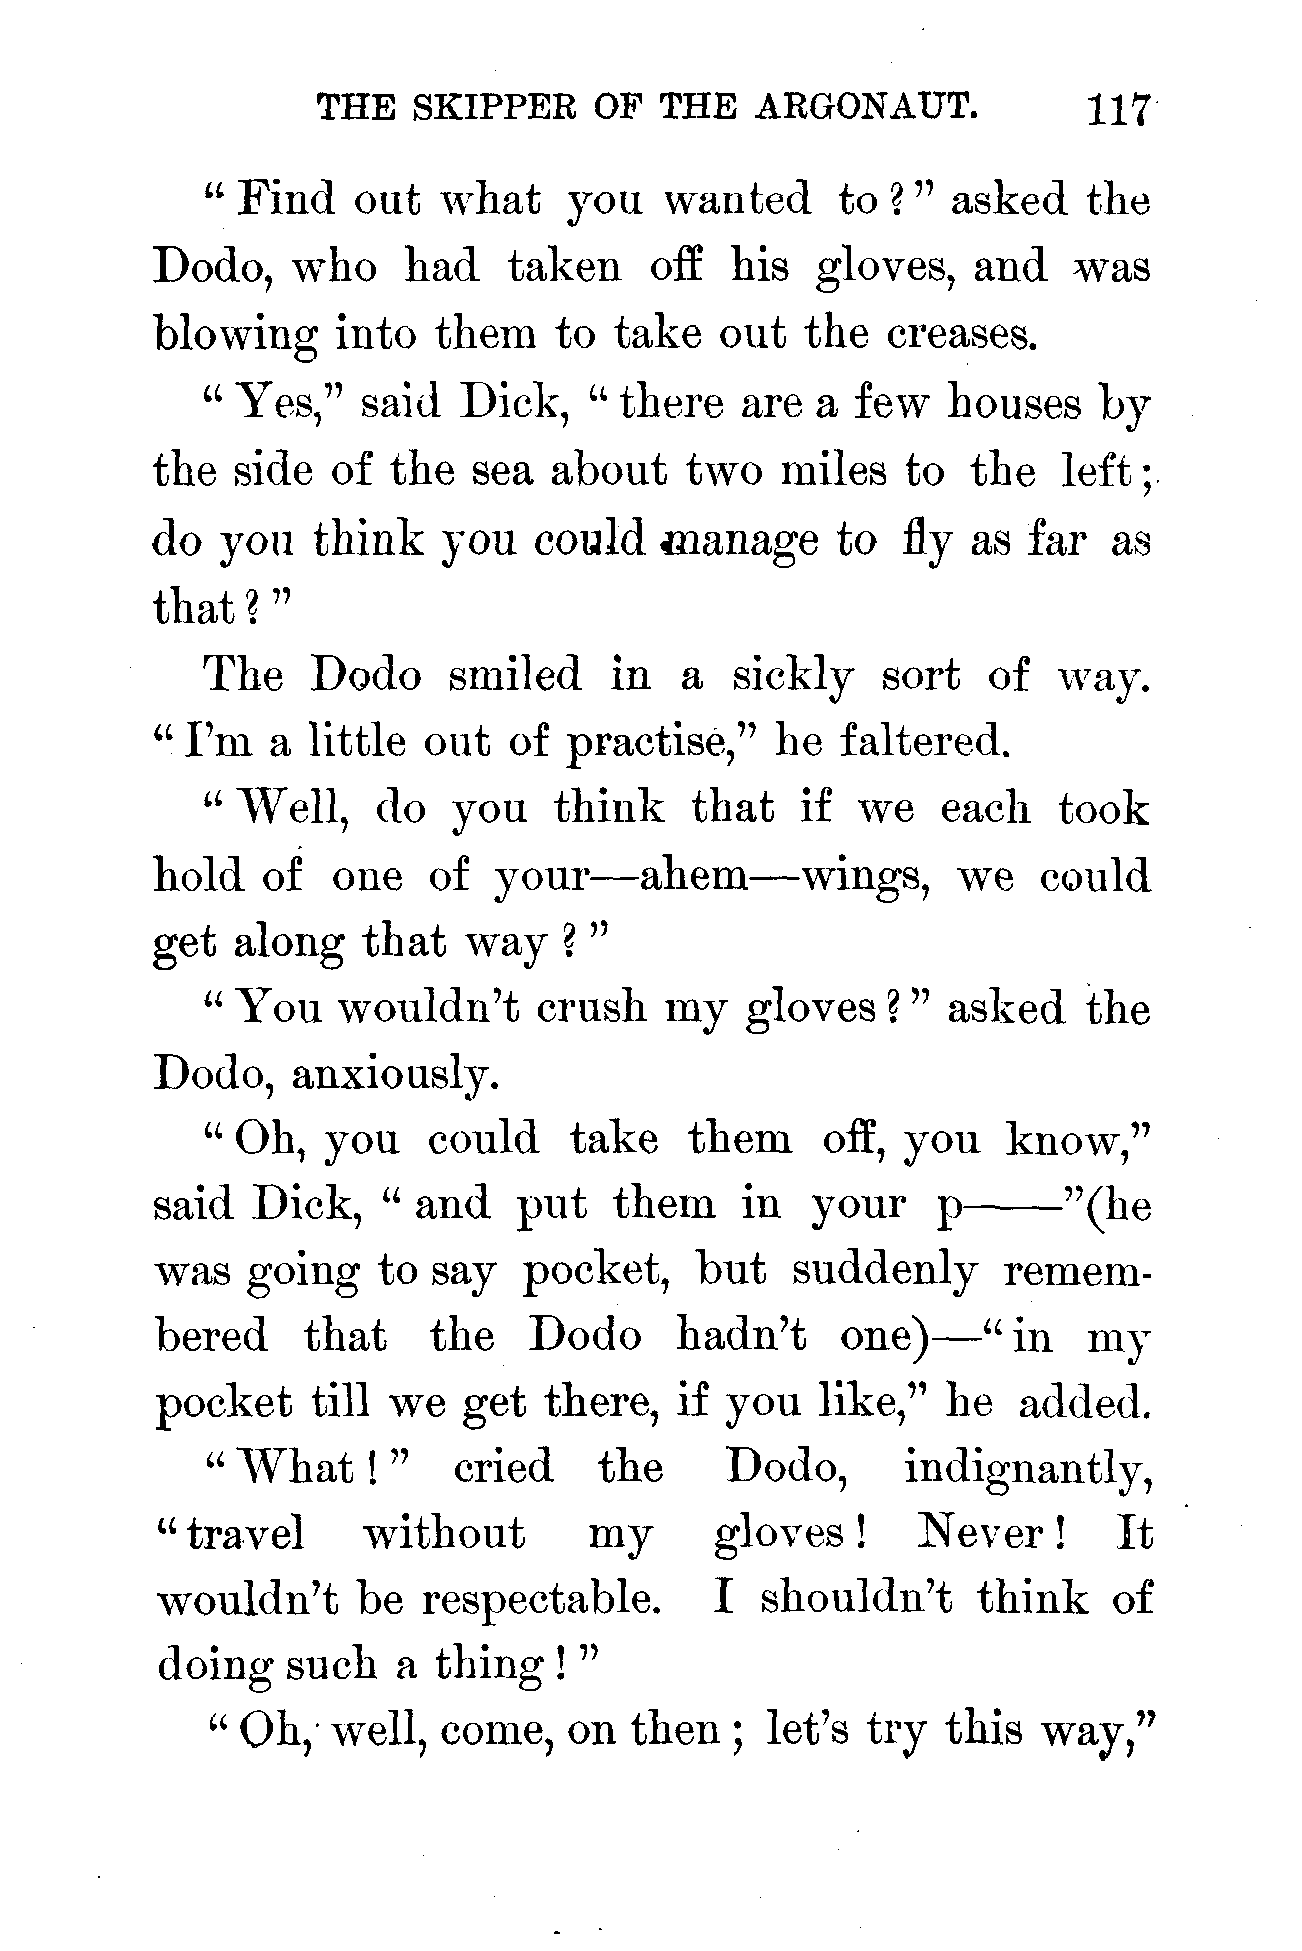 THE SKIPPER OF THE ARGONAUT. 117
“Find out what you wanted to?” asked the
Dodo, who had taken off his gloves, and was
blowing into them to take out the creases.
“Yes,” said Dick, “there are a few houses by
the side of the sea about two miles to the left;
do you think you could manage to fly as far as
that?”
The Dodo smiled in a sickly sort of way.
“I'm a little out of practise,” he faltered.
“Well, do you think that if we each took
hold of one of your—ahem—wings, we could
get along that way?”
“You wouldn't crush my gloves?” asked the
Dodo, anxiously.
“Oh, you could take them off, you know,”
said Dick, “and put them in your p——”(he
was going to say pocket, but suddenly remem-
bered that the Dodo hadn't one)—“in my
pocket till we get there, if you like,” he added.
“What!” cried the Dodo, indignantly,
“travel without my gloves! Never! It
wouldn't be respectable. I shouldn't think of
doing such a thing!”
“Oh, well, come, on then; let's try this way,”